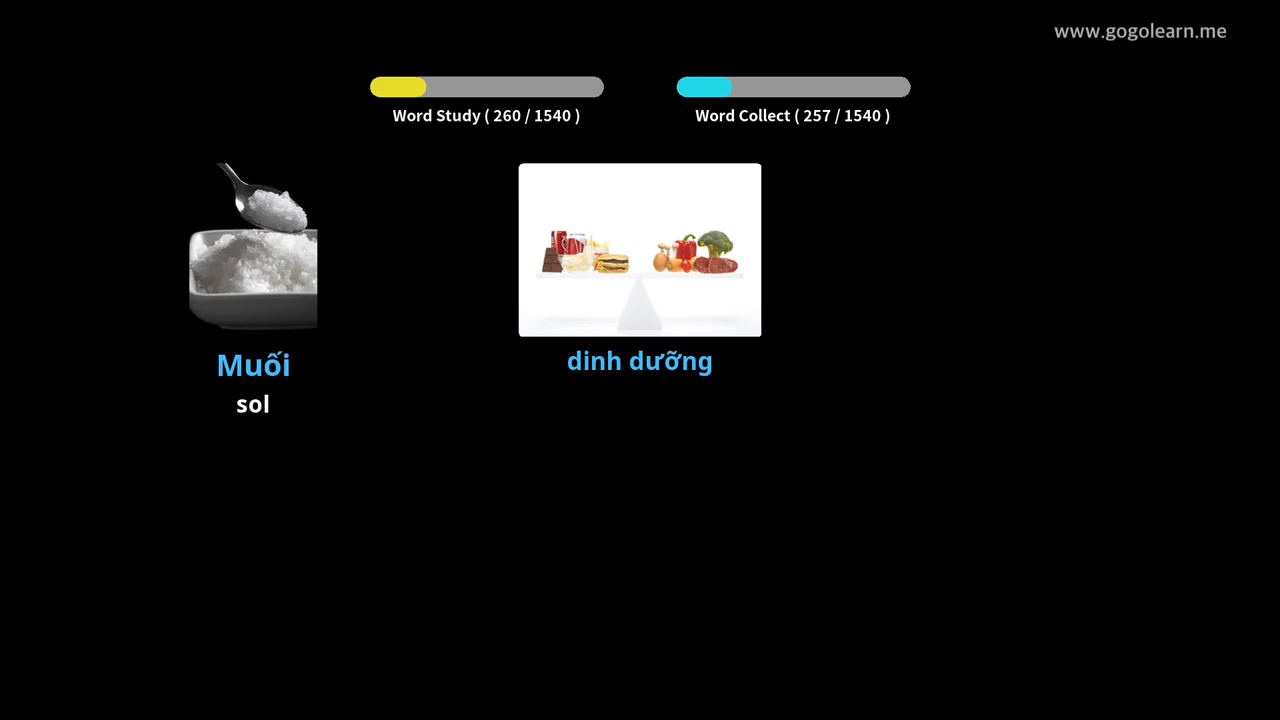 www.gogolearn.me
Word Study ( 260 / 1540 )
Word Collect ( 257 / 1540 )
Muối
sol
dinh dưỡng